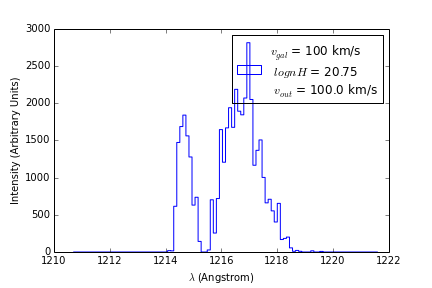 3000
2500
2000
1500
1000
500
0
1210
1212
1214
1216
1218
1220
1222
Intensity (Arbitrary Units)
λ (Angstrom)
v_gal = 100 km/s
lognH = 20.75
v_out = 100.0 km/s